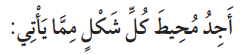 أَجِدُ مُحِيطَ كُلِّ شَكْلٍ مِمَّا يَأْتِي: